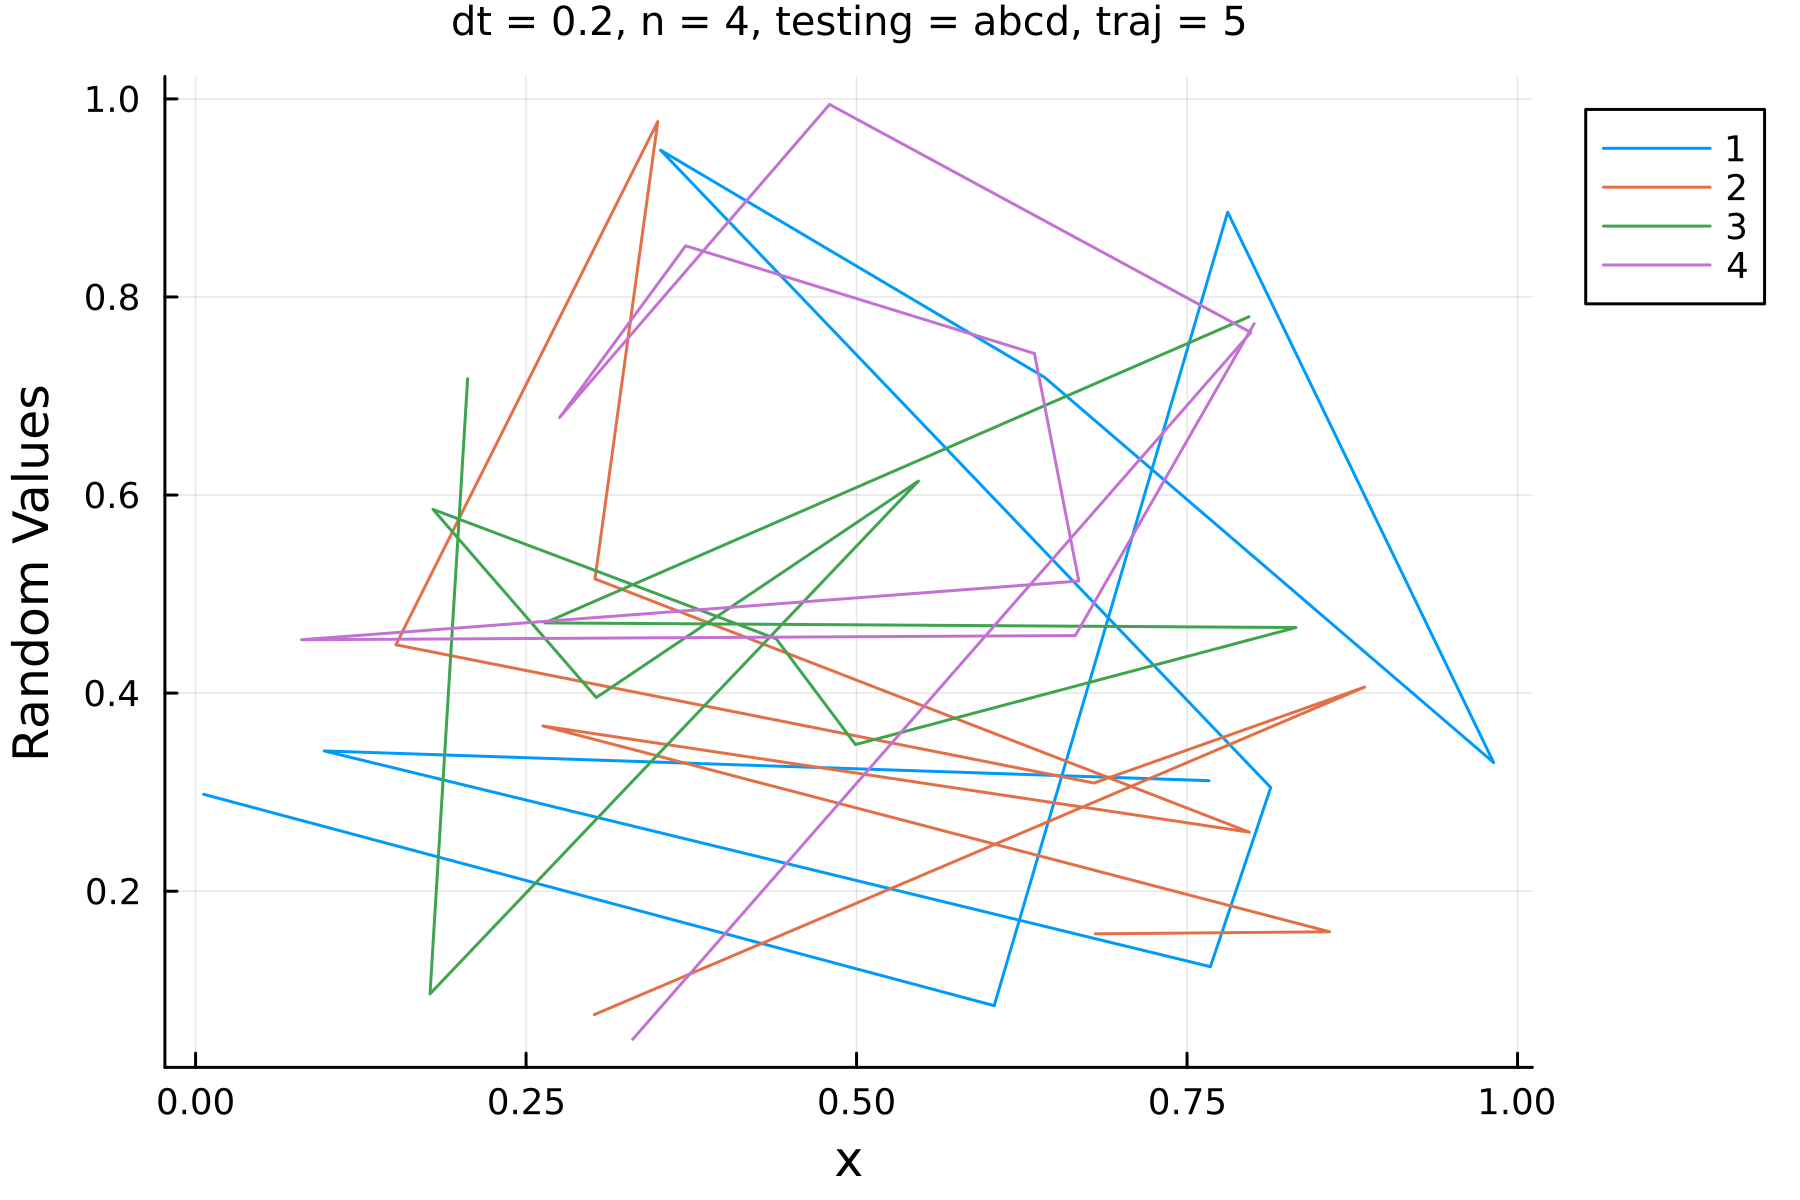 dt = 0.2, n = 4, testing = abcd, traj = 5
1.0
0.8
0.6
0.4
0.2
Random Values
0.00 0.25 0.50 0.75 1.00
x
1
2
3
4